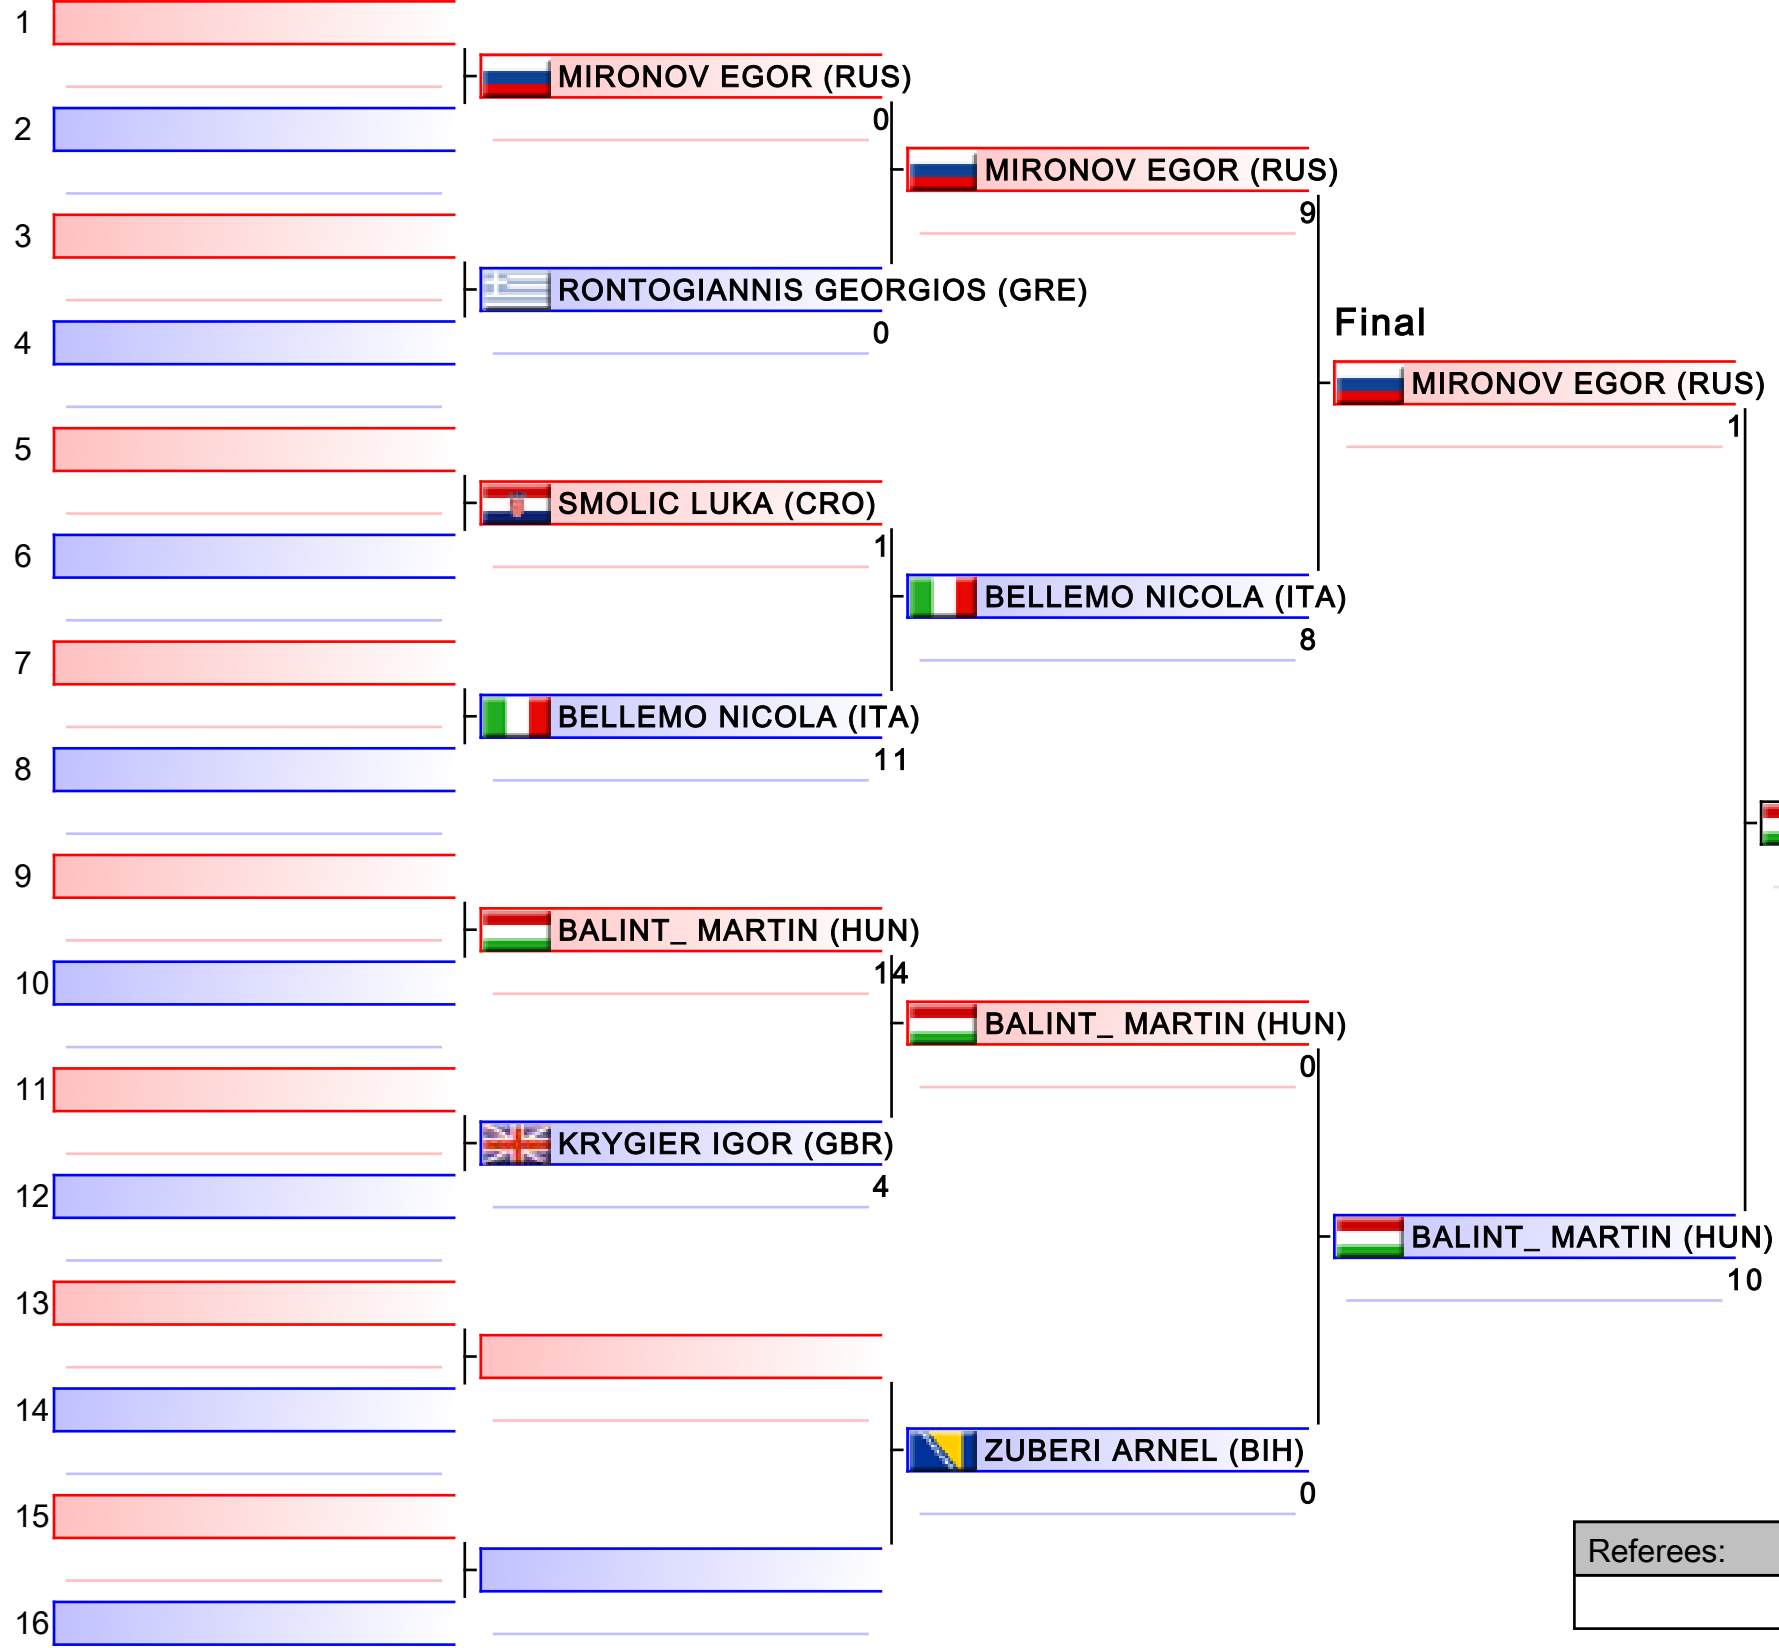 1
MIRONOV EGOR (RUS)
0
2
MIRONOV EGOR (RUS)
9
3
RONTOGIANNIS GEORGIOS (GRE)
0
4
Final
MIRONOV EGOR (RUS)
1
5
SMOLIC LUKA (CRO)
1
6
BELLEMO NICOLA (ITA)
8
7
BELLEMO NICOLA (ITA)
11
8
9
BALINT_ MARTIN (HUN)
14
10
BALINT_ MARTIN (HUN)
0
11
KRYGIER IGOR (GBR)
4
12
BALINT_ MARTIN (HUN)
10
13
14
ZUBERI ARNEL (BIH)
0
15
Referees:
16